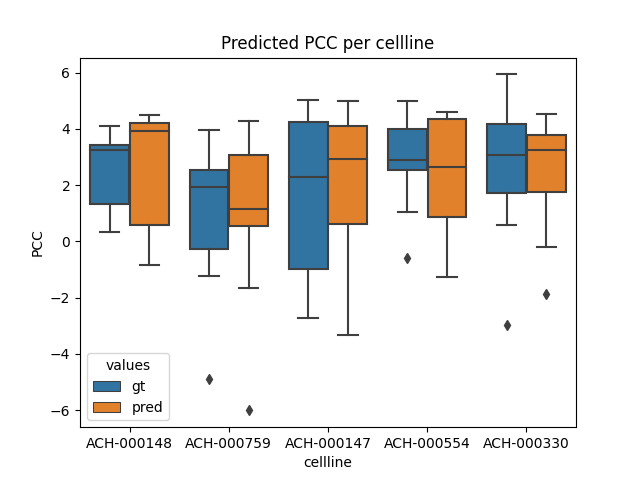 Predicted PCC per cellline
PCC
6
4
2
0
−2
−4
−6
values
gt
pred
ACH-000148
ACH-000759
ACH-000147
ACH-000554
ACH-000330
cellline